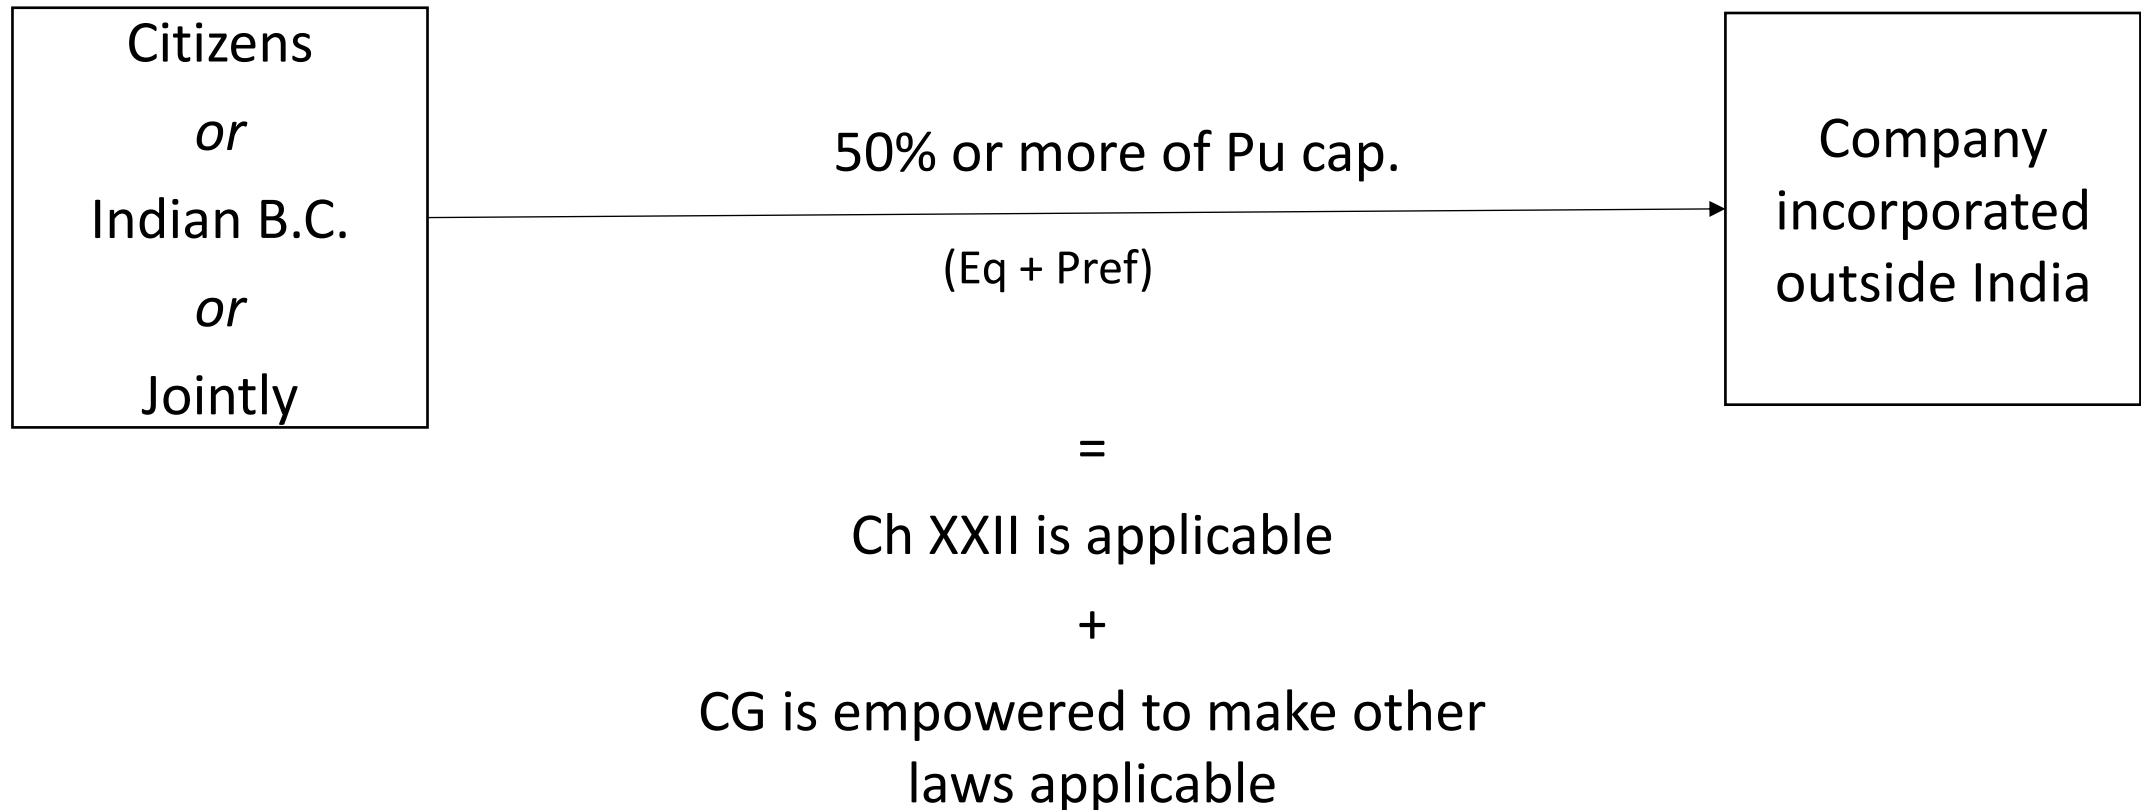 Citizens
or
Indian B.C.
or
Jointly
50% or more of Pu cap.
(Eq + Pref)
Company
incorporated
outside India
=
Ch XXII is applicable
+
CG is empowered to make other
laws applicable